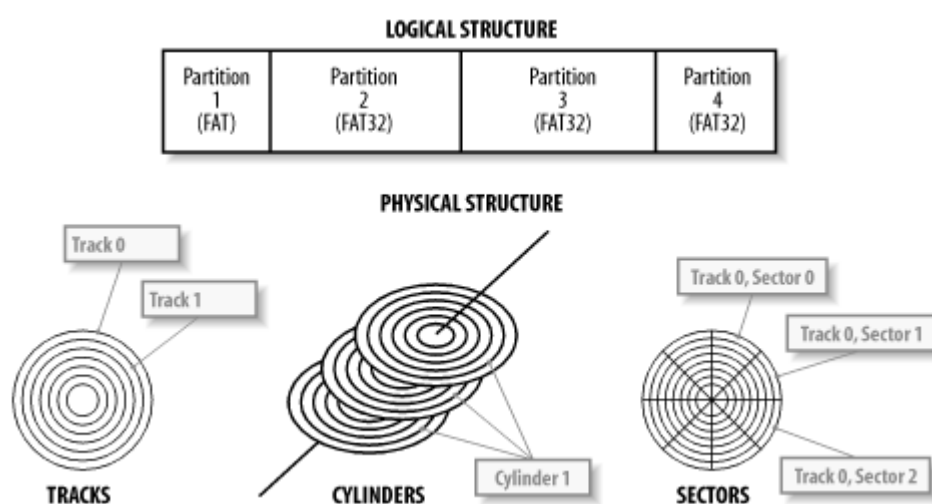 LOGICAL STRUCTURE
Partition
1
(FAT)
Partition
2
(FAT32)
Partition
3
(FAT32)
Partition
4
(FAT32)
PHYSICAL STRUCTURE
Track 0
Track 1
TRACKS
Cylinder 1
CYLINDERS
Track 0, Sector 0
Track 0, Sector 1
Track 0, Sector 2
SECTORS